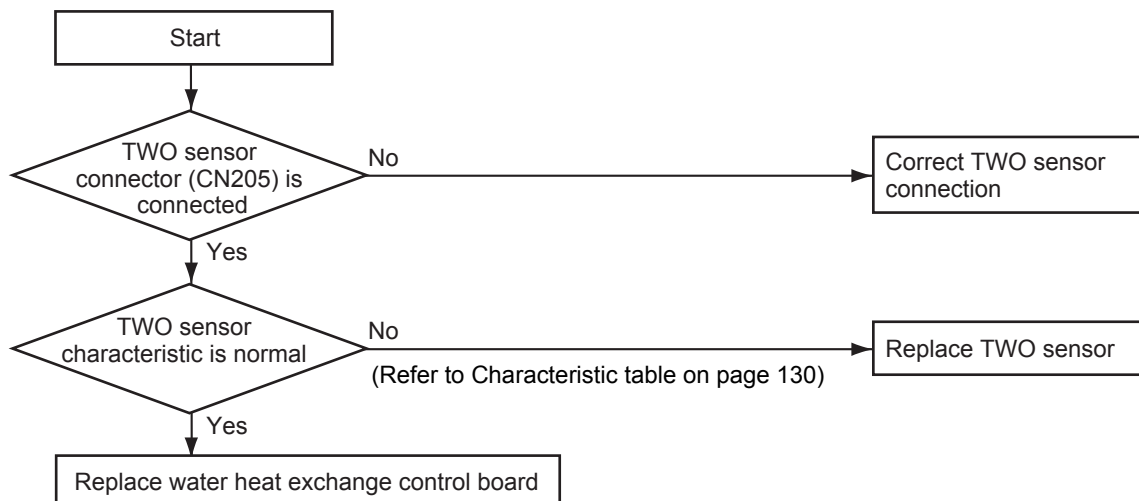 Start
TWO sensor
connector (CN205) is
connected
No
Correct TWO sensor
connection
Yes
TWO sensor
characteristic is normal
No
(Refer to Characteristic table on page 130)
Replace TWO sensor
Yes
Replace water heat exchange control board